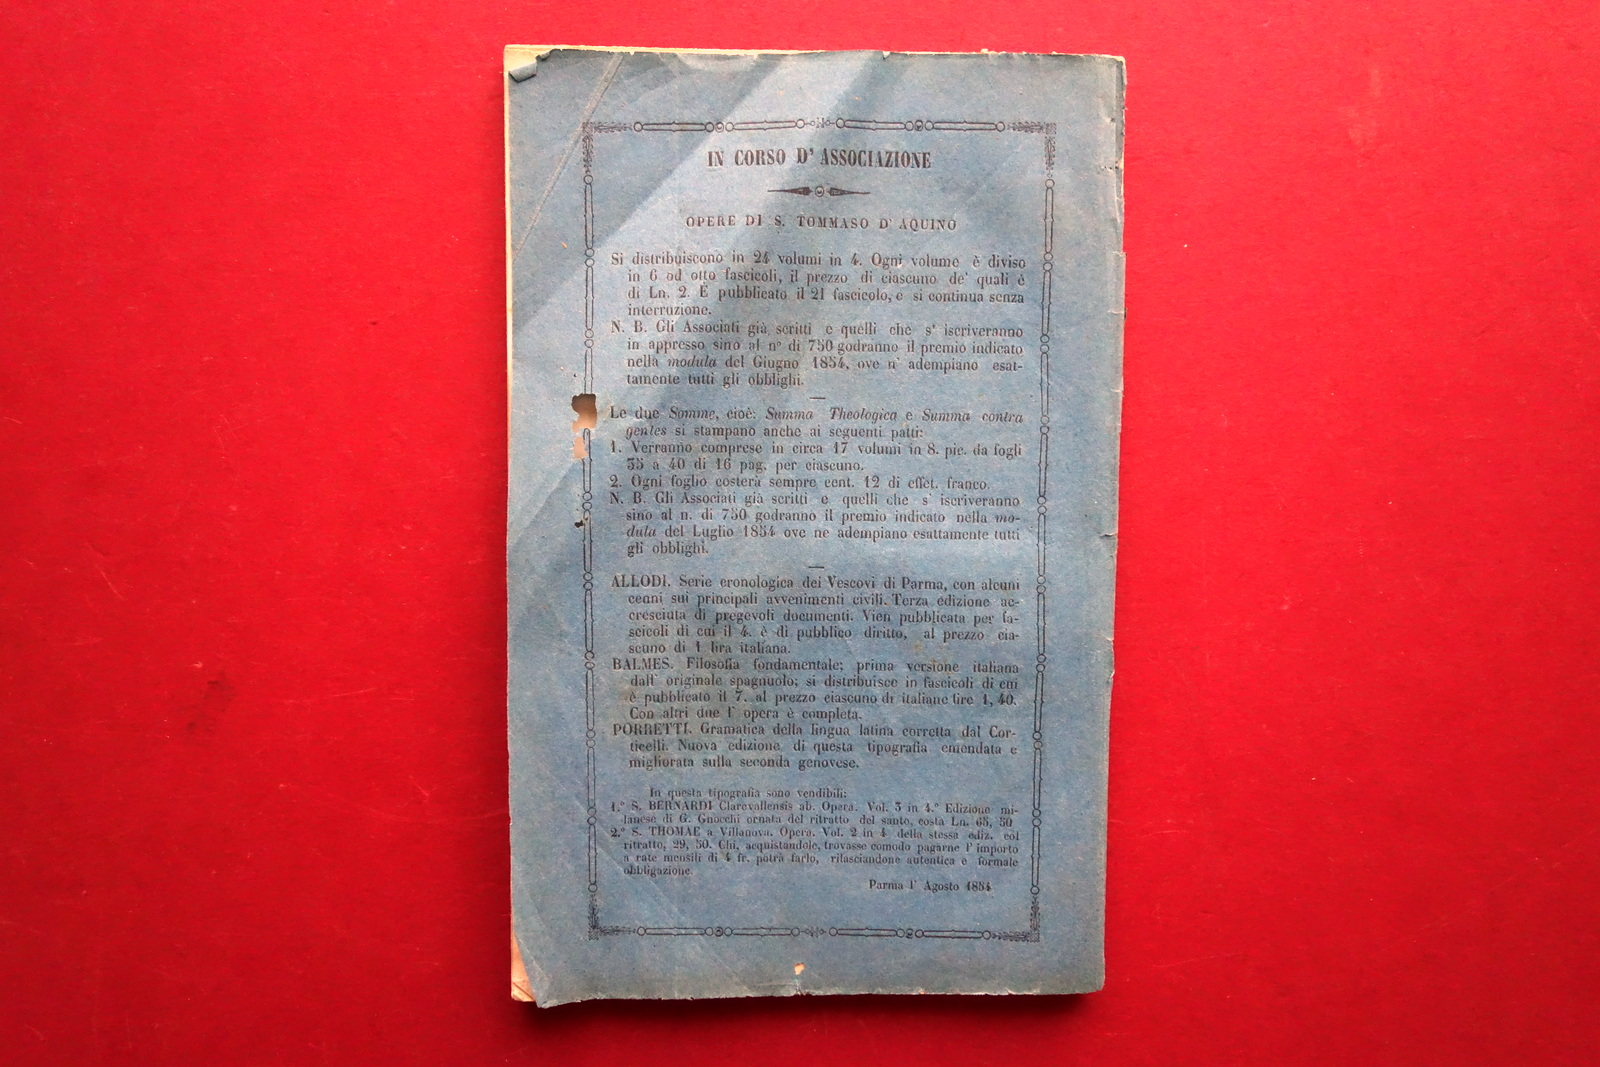 IN CORSO D' ASSOCIAZIONE
OPERE DI S. TOMMASO D' AQUINO
Si distribuiscono in 24 volumi in 4. Ogni volume è diviso
in 6 od otto fascicoli, il prezzo di ciascuno de' quali è
di Ln. 2. E pubblicato il 21 fascicolo, e si continua senza
interruzione.
N. B. Gli Associati già scritti e quelli che s' iscriveranno
in appresso sino al nº di 750 godranno il premio indicato
nella modula del Giugno 1854, ove n' adempiano esat-
tamente tutti gli obblighi.
Le due Somme, cioè: Summa Theologica e Summa contra
gentes si stampano anche ai seguenti patti:
1. Verranno comprese in circa 17 volumi in 8. pic. da fogli
35 a 40 di 16 pag. per ciascuno.
2. Ogni foglio costerà sempre cent. 12 di effet. franco.
N. B. Gli Associati già scritti e quelli che s' iscriveranno
sino al n. di 750 godranno il premio indicato nella mo-
dula del Luglio 1854 ove ne adempiano esattamente tutti
gli obblighi.
ALLODI. Serie cronologica dei Vescovi di Parma, con alcuni
cenni sui principali avvenimenti civili. Terza edizione ac-
cresciuta di pregevoli documenti. Vien pubblicata per fa-
scicoli di cui il 4. è di pubblico diritto, al prezzo cia-
scuno di 1 lira italiana.
BALMES. Filosofia fondamentale; prima versione italiana
dall' originale spagnuolo; si distribuisce in fascicoli di cui
è pubblicato il 7. al prezzo ciascuno di italiane lire 1, 40.
Con altri due l' opera è completa.
PORRETTI. Gramatica della lingua latina corretta dal Cor-
ticelli. Nuova edizione di questa tipografia emendata e
migliorata sulla seconda genovese.
In questa tipografia sono vendibili:
1.º S. BERNARDI Claravallensis ab. Opera. Vol. 3 in 4.º Edizione mi-
lanese di G. Gnocchi ornata del ritratto del santo, costa Ln. 65, 50
2.º S. THOMAE a Villanova. Opera. Vol. 2 in 4 della stessa ediz. col
ritratto, 29, 50. Chi, acquistandole, trovasse comodo pagarne l' importo
a rate mensili di 4 fr. potrà farlo, rilasciandone autentica e formale
obbligazione.
Parma 1º Agosto 1854